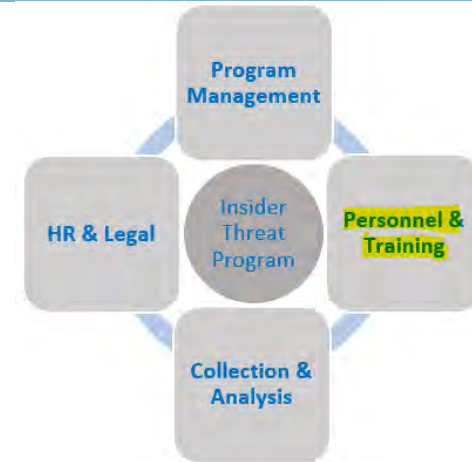 Program
Management
HR & Legal
Insider
Threat
Program
Personnel &
Training
Collection &
Analysis